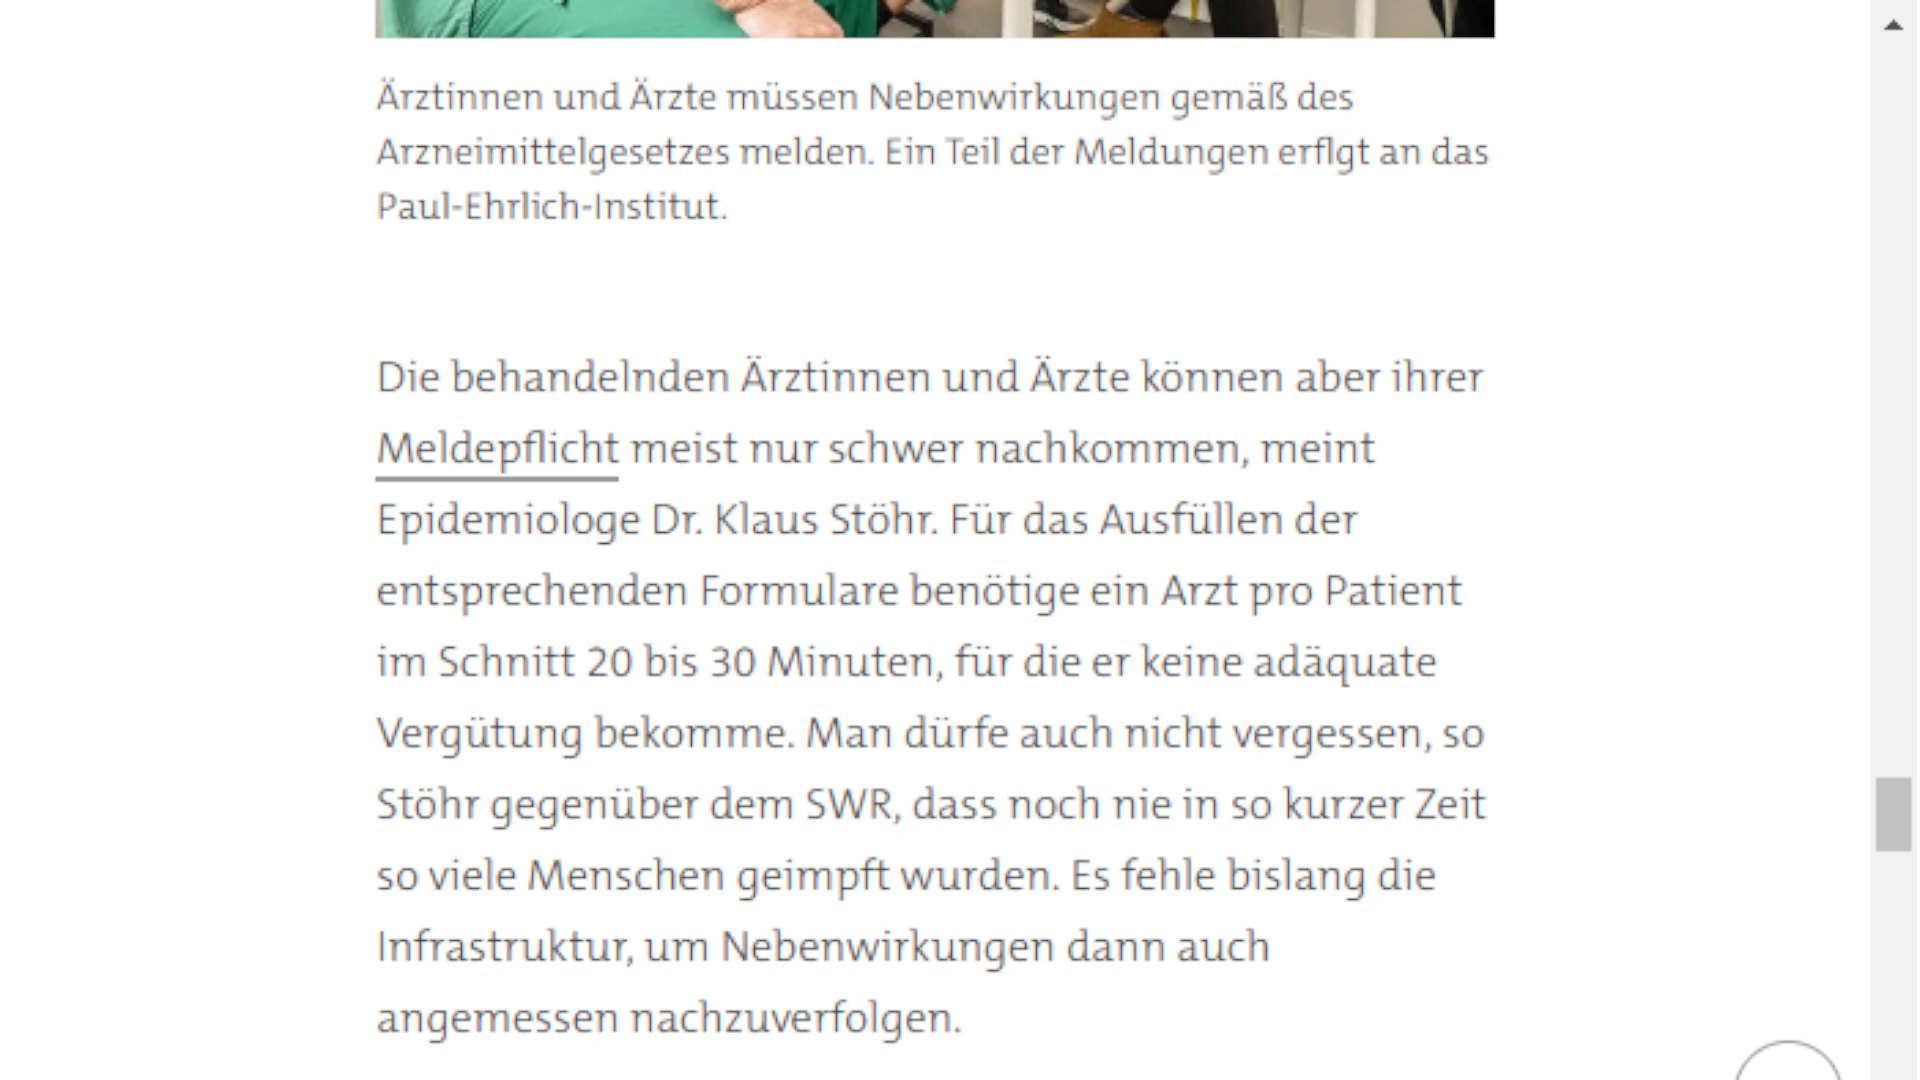 Ärztinnen und Ärzte müssen Nebenwirkungen gemäß des
Arzneimittelgesetzes melden. Ein Teil der Meldungen erflgt an das
Paul-Ehrlich-Institut.
Die behandelnden Ärztinnen und Ärzte können aber ihrer
Meldepflicht meist nur schwer nachkommen, meint
Epidemiologe Dr. Klaus Stöhr. Für das Ausfüllen der
entsprechenden Formulare benötige ein Arzt pro Patient
im Schnitt 20 bis 30 Minuten, für die er keine adäquate
Vergütung bekomme. Man dürfe auch nicht vergessen, so
Stöhr gegenüber dem SWR, dass noch nie in so kurzer Zeit
so viele Menschen geimpft wurden. Es fehle bislang die
Infrastruktur, um Nebenwirkungen dann auch
angemessen nachzuverfolgen.